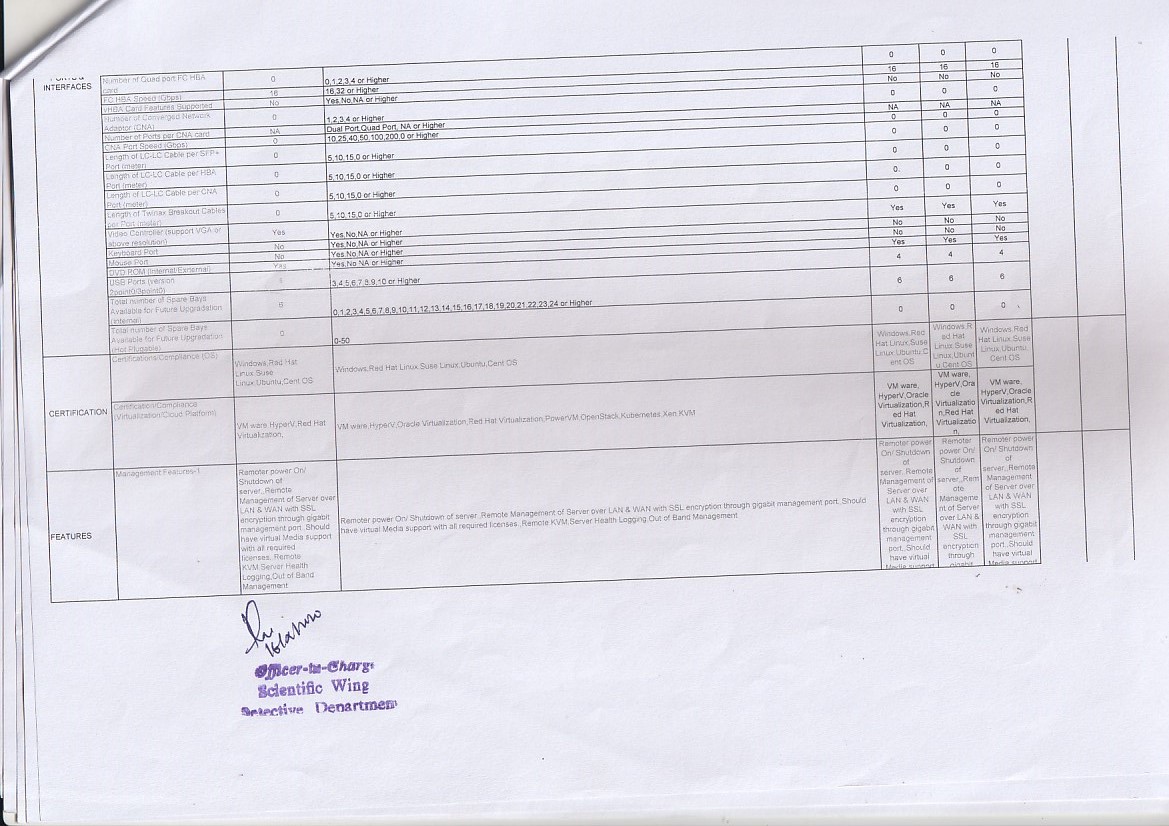 INTERFACES
Number of Quad port FC HBA card 0 0,1,2,3,4 or Higher 0 0 0
FC HBA Speed (Gbps) 16 16,32 or Higher 16 16 16
vHBA Card Features Supported No Yes,No,NA or Higher No No No
Number of Converged Network Adaptor (CNA) 0 1,2,3,4 or Higher 0 0 0
Number of Ports per CNA card NA Dual Port,Quad Port, NA or Higher NA NA NA
CNA Port Speed (Gbps) 0 10,25,40,50,100,200,0 or Higher 0 0 0
Length of LC-LC Cable per SFP+ Port (meter) 0 5,10,15,0 or Higher 0 0 0
Length of LC-LC Cable per HBA Port (meter) 0 5,10,15,0 or Higher 0 0 0
Length of LC-LC Cable per CNA Port (meter) 0 5,10,15,0 or Higher 0. 0 0
Length of Twinax Breakout Cables per Port (meter) 0 5,10,15,0 or Higher 0 0 0
Video Controller (support VGA or above resolution) Yes Yes,No,NA or Higher Yes Yes Yes
Keyboard Port No Yes,No,NA or Higher No No No
Mouse Port No Yes,No,NA or Higher No No No
DVD ROM (Internal/External) Yes Yes,No,NA or Higher Yes Yes Yes
USB Ports (version 2point0/3point0) 3,4,5,6,7,8,9,10 or Higher 4 4 4
Total number of Spare Bays Available for Future Upgradation (Internal) 6 0,1,2,3,4,5,6,7,8,9,10,11,12,13,14,15,16,17,18,19,20,21,22,23,24 or Higher 6 6 6
Total number of Spare Bays Available for Future Upgradation (Hot Plugable) 0 0-50 0 0 0
CERTIFICATION
Certifications/Compliance (OS)
Windows,Red Hat
Linux,Suse
Linux,Ubuntu,Cent OS
Windows,Red Hat Linux,Suse Linux,Ubuntu,Cent OS
Windows,Red
Hat Linux,Suse
Linux,Ubuntu,C
ent OS
Windows,R
ed Hat
Linux,Suse
Linux,Ubunt
u,Cent OS
Windows,Red
Hat Linux,Suse
Linux,Ubuntu,
Cent OS
Certification/Compliance
(Virtualization/Cloud Platform)
VM ware,HyperV,Red Hat
Virtualization,
VM ware,HyperV,Oracle Virtualization,Red Hat Virtualization,PowerVM,OpenStack,Kubernetes,Xen,KVM
VM ware,
HyperV,Oracle
Virtualization,R
ed Hat
Virtualization,
VM ware,
HyperV,Ora
cle
Virtualizatio
n,Red Hat
Virtualizatio
n,
VM ware,
HyperV,Oracle
Virtualization,R
ed Hat
Virtualization,
FEATURES
Management Features-1
Remoter power On/
Shutdown of
server,,Remote
Management of Server over
LAN & WAN with SSL
encryption through gigabit
management port,,Should
have virtual Media support
with all required
licenses,,Remote
KVM,Server Health
Logging,Out of Band
Management
Remoter power On/ Shutdown of server,,Remote Management of Server over LAN & WAN with SSL encryption through gigabit management port,,Should
have virtual Media support with all required licenses,,Remote KVM,Server Health Logging,Out of Band Management
Remoter power
On/ Shutdown
of
server,,Remote
Management of
Server over
LAN & WAN
with SSL
encryption
through gigabit
management
port,,Should
have virtual
Media support
Remoter
power On/
Shutdown
of
server,,Rem
ote
Manageme
nt of Server
over LAN &
WAN with
SSL
encryption
through
gigabit
Remoter power
On/ Shutdown
of
server,,Remote
Management
of Server over
LAN & WAN
with SSL
encryption
through gigabit
management
port,,Should
have virtual
Media support
Officer-in-Charge
Scientific Wing
Detective Department